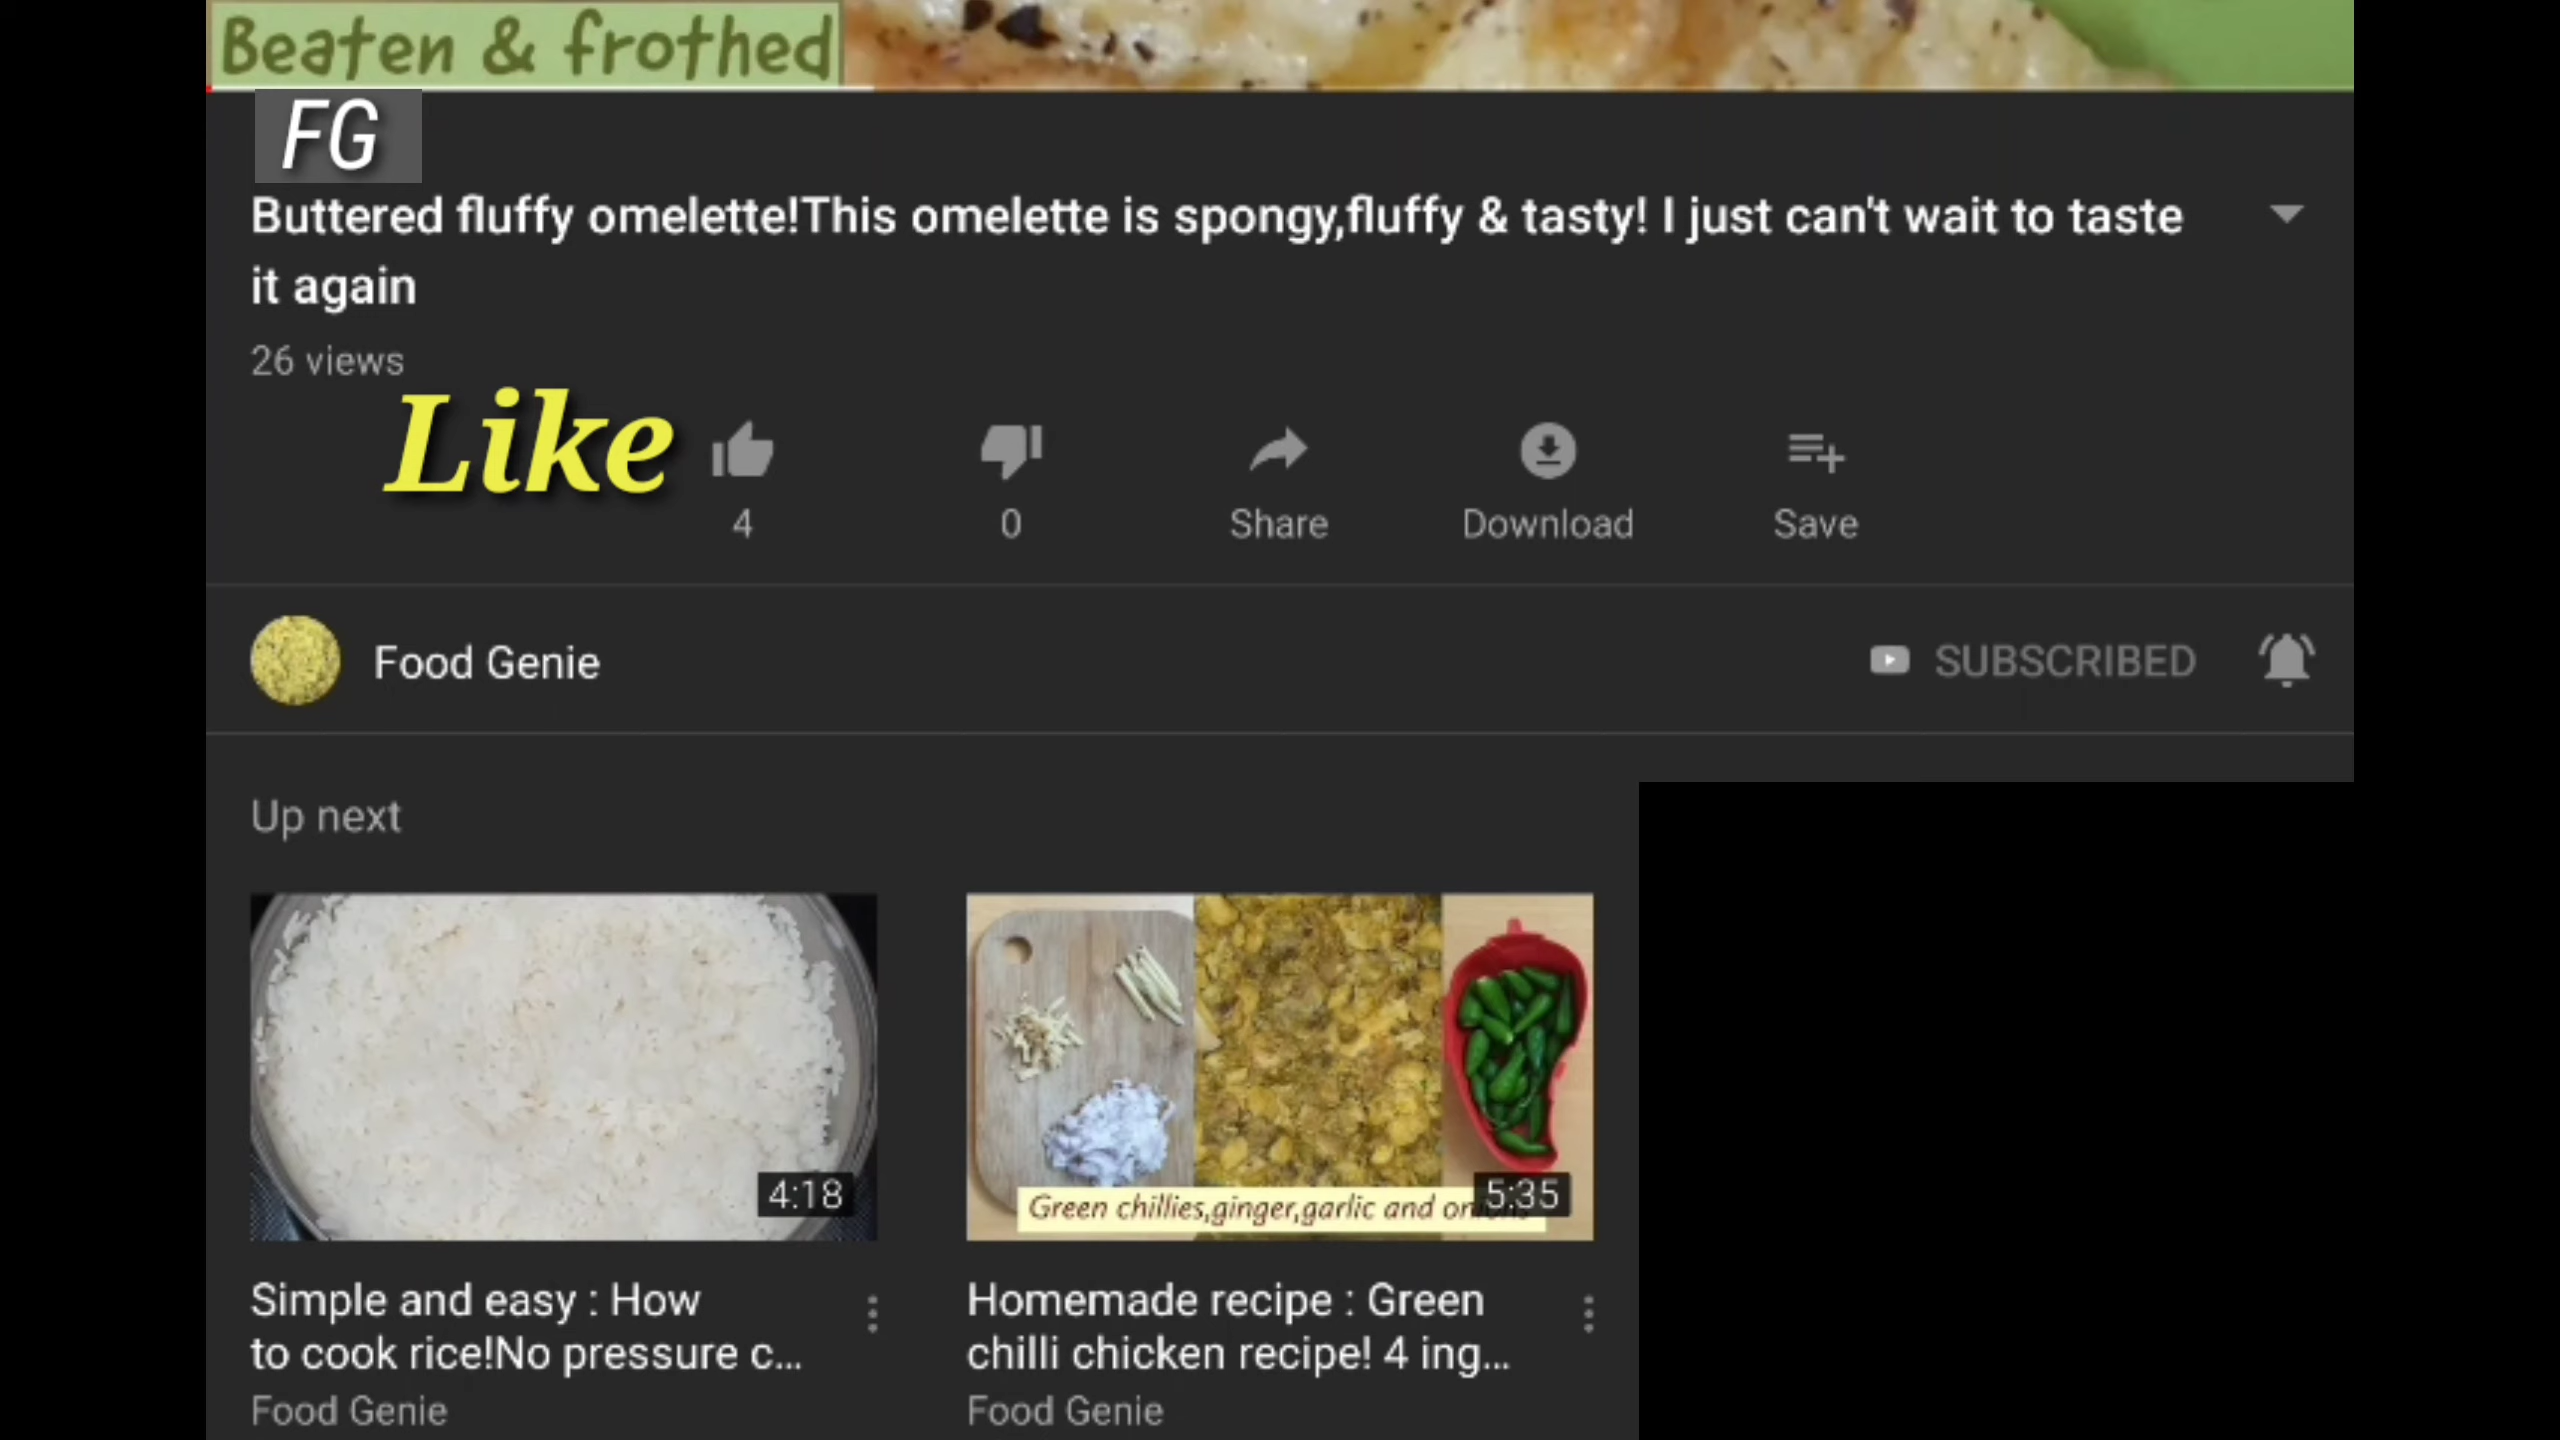 Beaten & frothed
FG
Buttered fluffy omelette!This omelette is spongy,fluffy & tasty! I just can't wait to taste
it again
26 views
Like
4
0
Share
Download
Save
Food Genie
SUBSCRIBED
Up next
4:18
Green chillies,ginger,garlic and
5:35
Simple and easy : How
to cook rice!No pressure c...
Food Genie
Homemade recipe : Green
chilli chicken recipe! 4 ing...
Food Genie